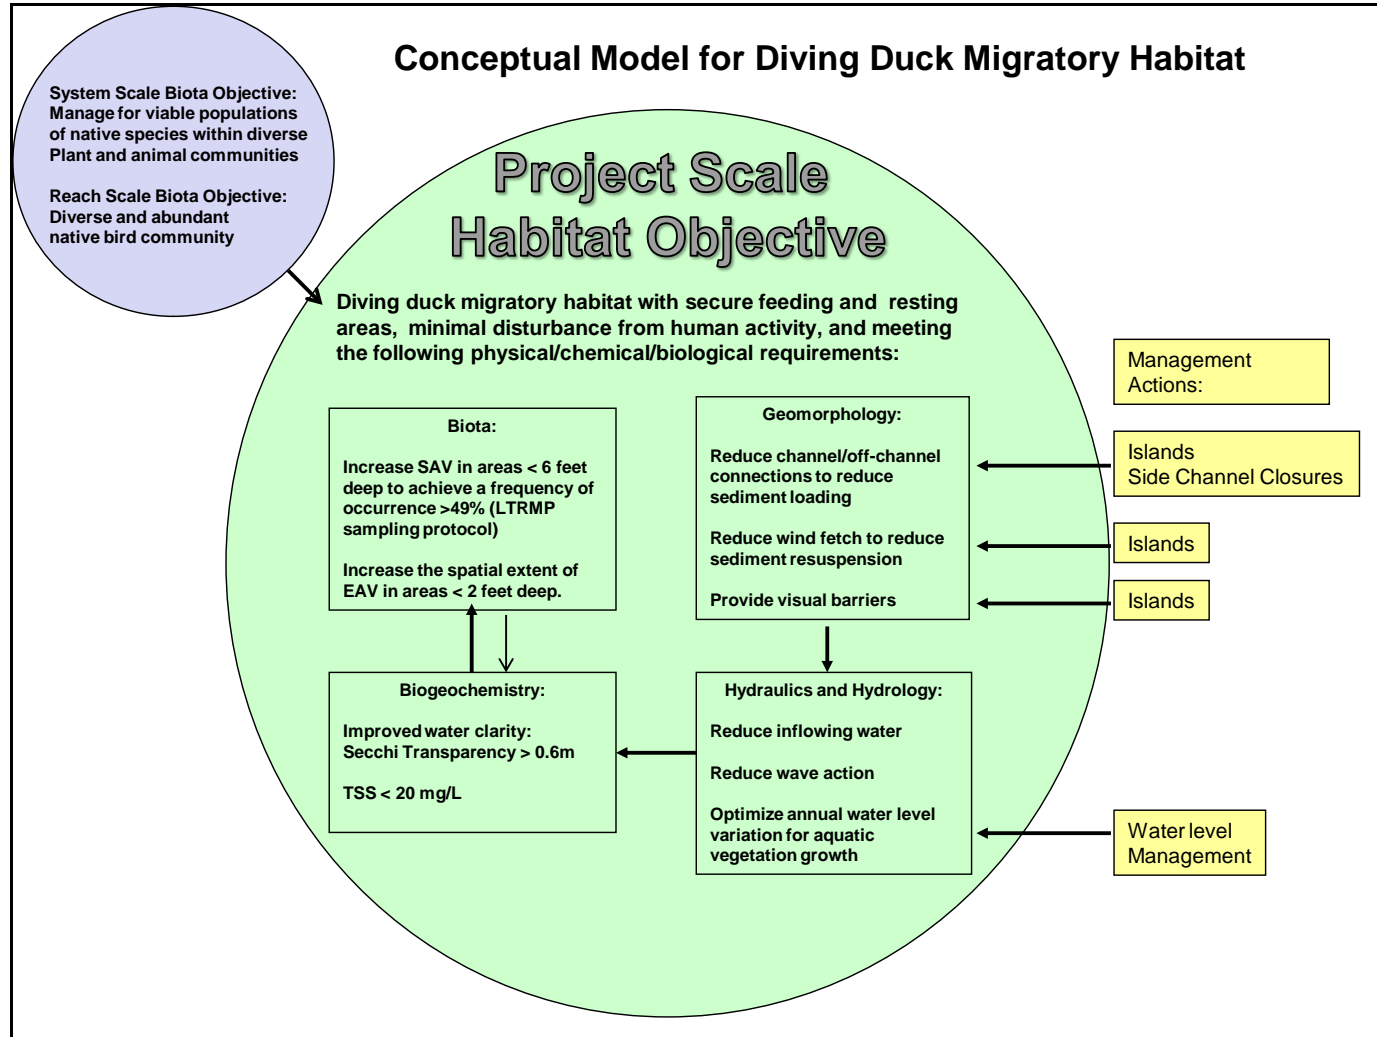 Conceptual Model for Diving Duck Migratory Habitat
System Scale Biota Objective:
Manage for viable populations
of native species within diverse
Plant and animal communities
Reach Scale Biota Objective:
Diverse and abundant
native bird community
Project Scale
Habitat Objective
Diving duck migratory habitat with secure feeding and resting
areas, minimal disturbance from human activity, and meeting
the following physical/chemical/biological requirements:
Biota:
Increase SAV in areas < 6 feet
deep to achieve a frequency of
occurrence >49% (LTRMP
sampling protocol)
Increase the spatial extent of
EAV in areas < 2 feet deep.
Geomorphology:
Reduce channel/off-channel
connections to reduce
sediment loading
Reduce wind fetch to reduce
sediment resuspension
Provide visual barriers
Management
Actions:
Islands
Side Channel Closures
Islands
Islands
Biogeochemistry:
Improved water clarity:
Secchi Transparency > 0.6m
TSS < 20 mg/L
Hydraulics and Hydrology:
Reduce inflowing water
Reduce wave action
Optimize annual water level
variation for aquatic
vegetation growth
Water level
Management